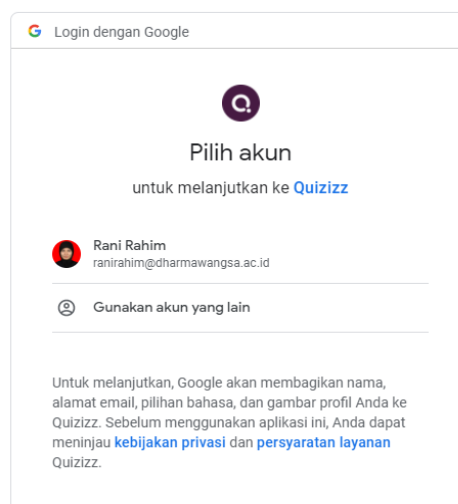 Login dengan Google
Pilih akun
untuk melanjutkan ke Quizizz
Rani Rahim
ranirahim@dharmawangsa.ac.id
Gunakan akun yang lain
Untuk melanjutkan, Google akan membagikan nama,
alamat email, pilihan bahasa, dan gambar profil Anda ke
Quizizz. Sebelum menggunakan aplikasi ini, Anda dapat
meninjau kebijakan privasi dan persyaratan layanan
Quizizz.